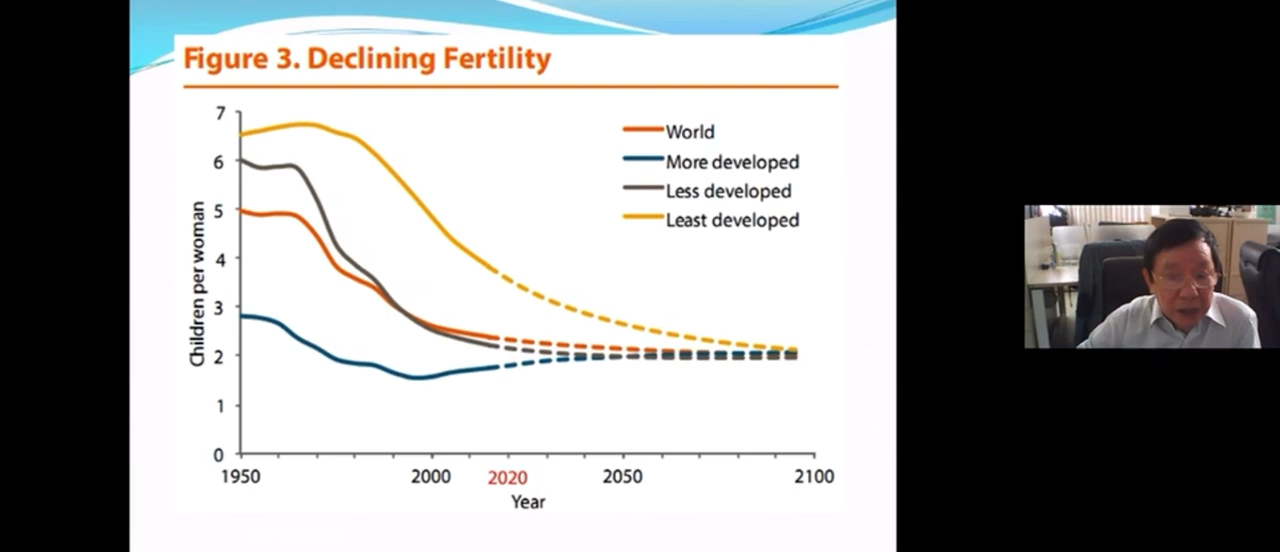 Figure 3. Declining Fertility
7
6
5
4
3
2
1
0
Children per woman
World
More developed
Less developed
Least developed
1950
2000
2020
2050
2100
Year